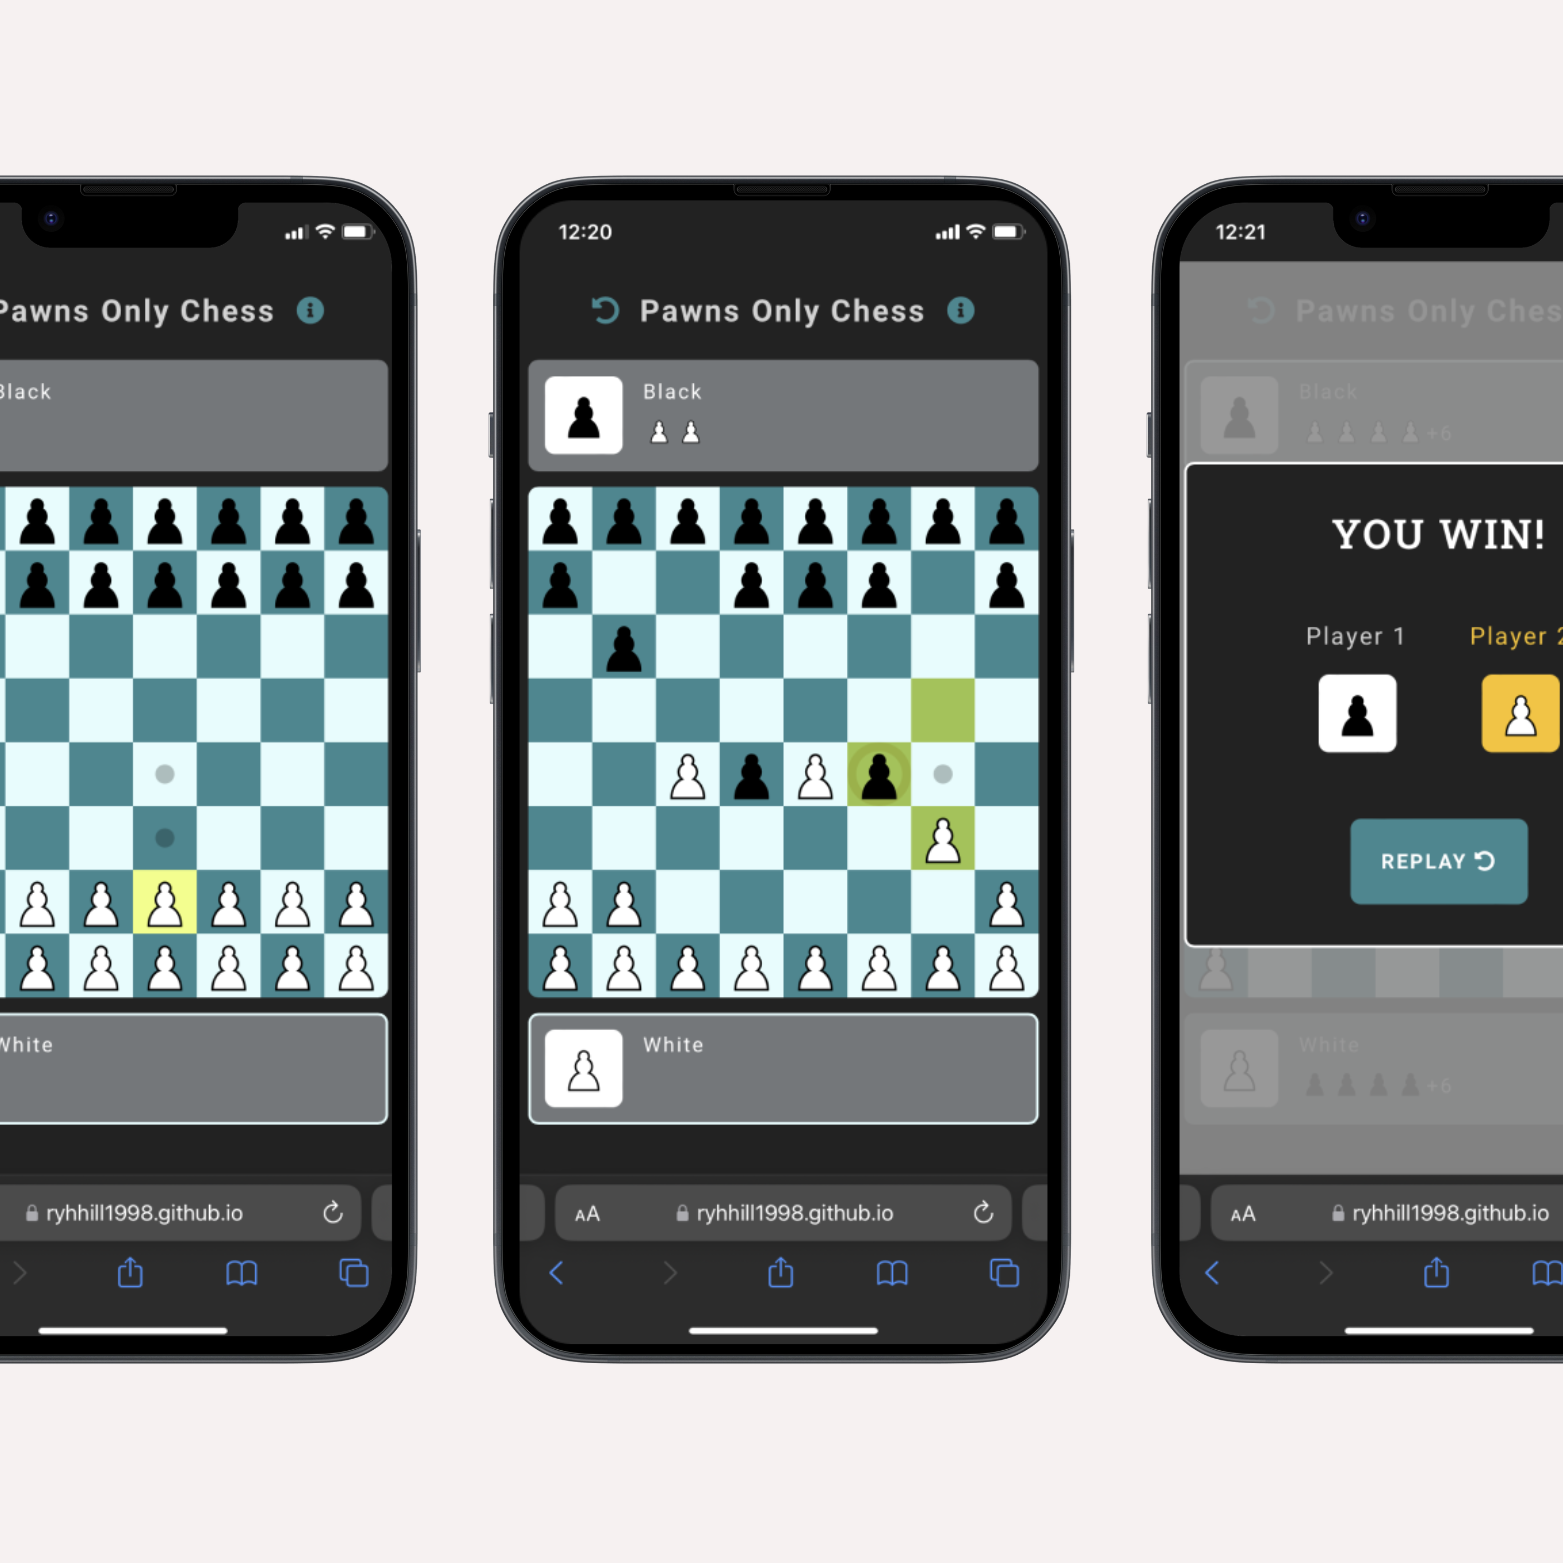 Pawns Only Chess
Black
White
ryhhill1998.github.io
12:20
Pawns Only Chess
Black
White
AA
ryhhill1998.github.io
12:21
Pawns Only Ches
Black
+6
YOU WIN!
Player 1
Player 2
REPLAY
White
+6
AA
ryhhill1998.github.io